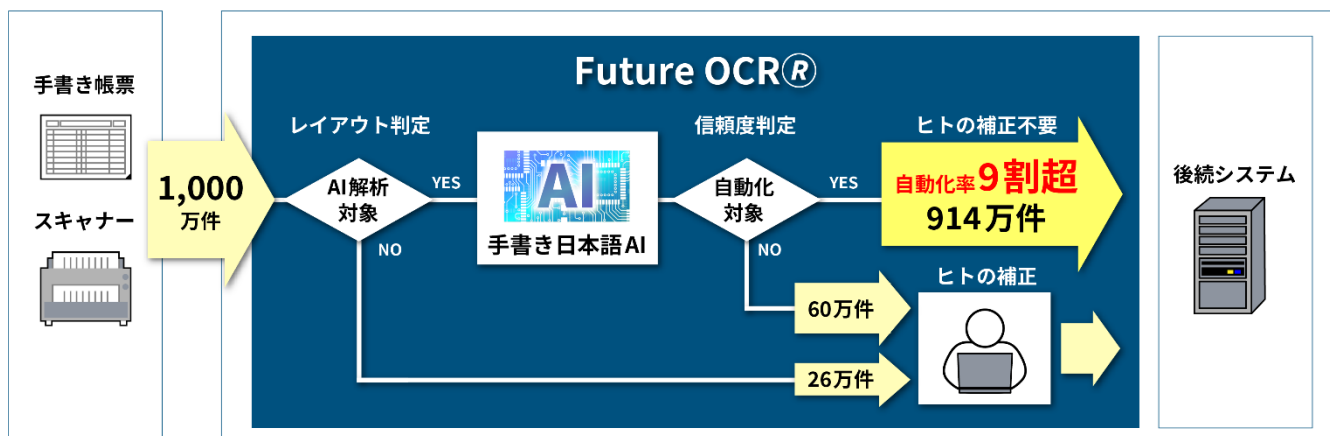 Future OCR®
手書き帳票
スキャナー
1,000
万件
レイアウト判定
AI解析
対象
YES
NO
AI
手書き日本語AI
信頼度判定
自動化
対象
YES
NO
ヒトの補正不要
自動化率9割超
914万件
60万件
26万件
ヒトの補正
後続システム